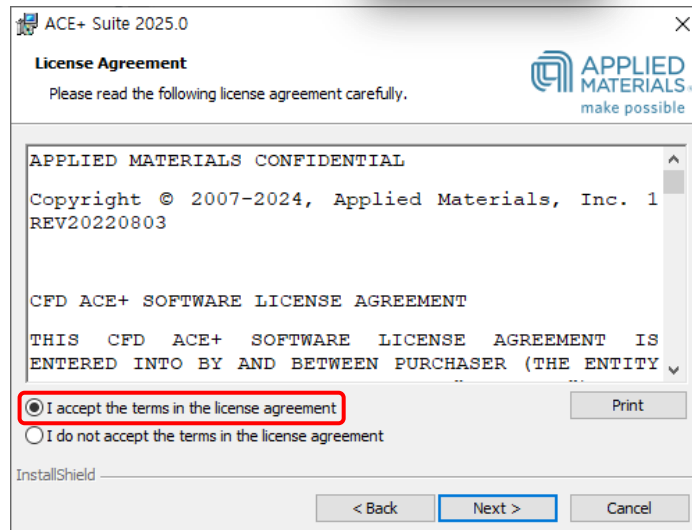 ACE+ Suite 2025.0
License Agreement
Please read the following license agreement carefully.
APPLIED
MATERIALS
make possible
APPLIED MATERIALS CONFIDENTIAL
Copyright © 2007-2024, Applied Materials, Inc. 1
REV20220803
CFD ACE+ SOFTWARE LICENSE AGREEMENT
THIS CFD ACE+ SOFTWARE LICENSE AGREEMENT IS
ENTERED INTO BY AND BETWEEN PURCHASER (THE ENTITY
I accept the terms in the license agreement
Print
I do not accept the terms in the license agreement
InstallShield
< Back
Next >
Cancel